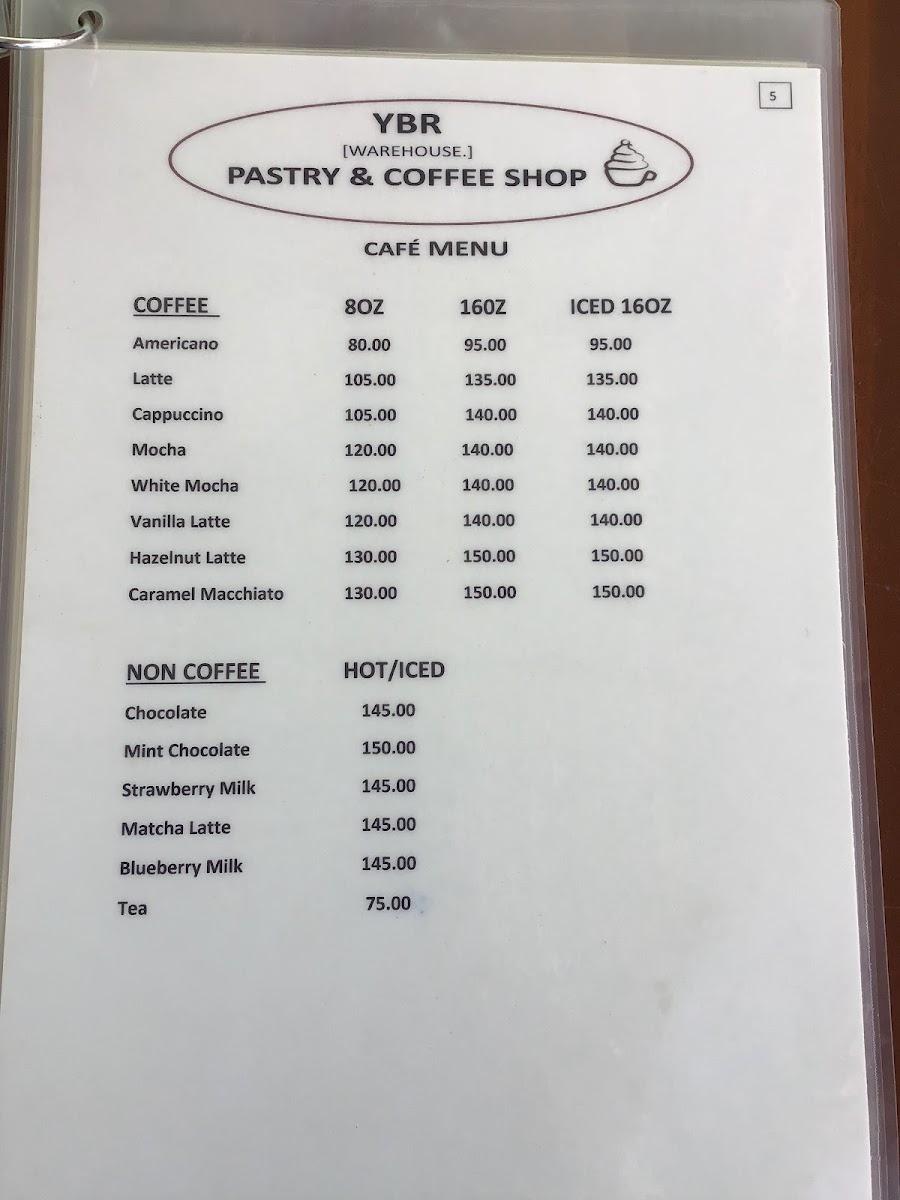 5
YBR
[WAREHOUSE.]
PASTRY & COFFEE SHOP
CAFÉ MENU
COFFEE 8OZ 16OZ ICED 16OZ
Americano 80.00 95.00 95.00
Latte 105.00 135.00 135.00
Cappuccino 105.00 140.00 140.00
Mocha 120.00 140.00 140.00
White Mocha 120.00 140.00 140.00
Vanilla Latte 120.00 140.00 140.00
Hazelnut Latte 130.00 150.00 150.00
Caramel Macchiato 130.00 150.00 150.00
NON COFFEE HOT/ICED
Chocolate 145.00
Mint Chocolate 150.00
Strawberry Milk 145.00
Matcha Latte 145.00
Blueberry Milk 145.00
Tea 75.00